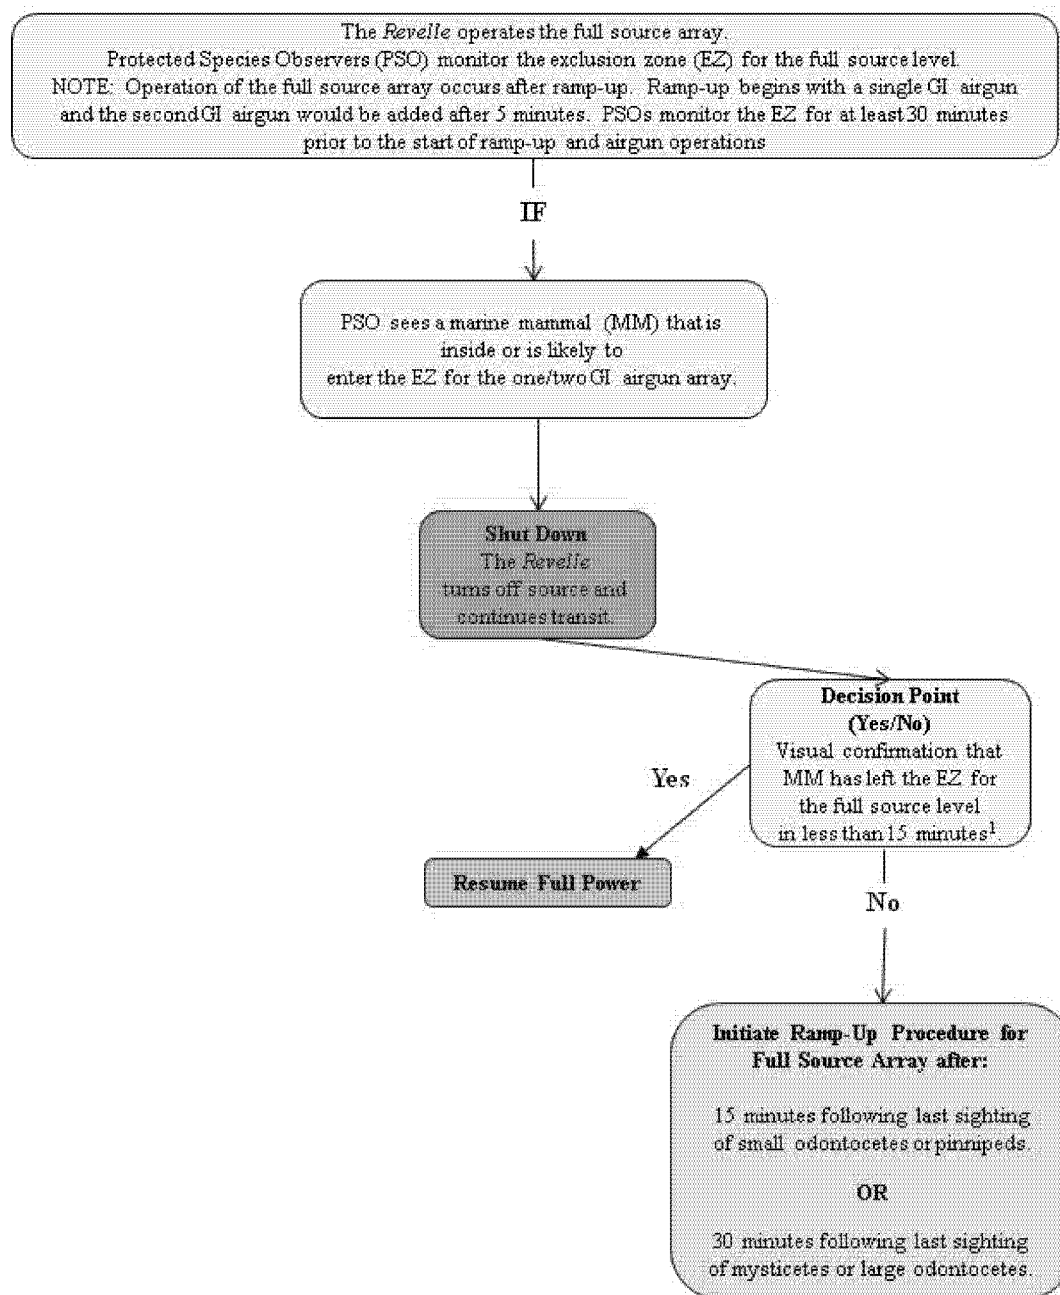 The Revelle operates the full source array.
Protected Species Observers (PSO) monitor the exclusion zone (EZ) for the full source level.
NOTE: Operation of the full source array occurs after ramp-up. Ramp-up begins with a single GI airgun
and the second GI airgun would be added after 5 minutes. PSOs monitor the EZ for at least 30 minutes
prior to the start of ramp-up and airgun operations
IF
PSO sees a marine mammal (MM) that is
inside or is likely to
enter the EZ for the one/two GI airgun array.
Shut Down
The Revelle
turns off source and
continues transit.
Decision Point
(Yes/No)
Visual confirmation that
MM has left the EZ for
the full source level
in less than 15 minutes¹.
Yes
Resume Full Power
No
Initiate Ramp-Up Procedure for
Full Source Array after:
15 minutes following last sighting
of small odontocetes or pinnipeds.
OR
30 minutes following last sighting
of mysticetes or large odontocetes.